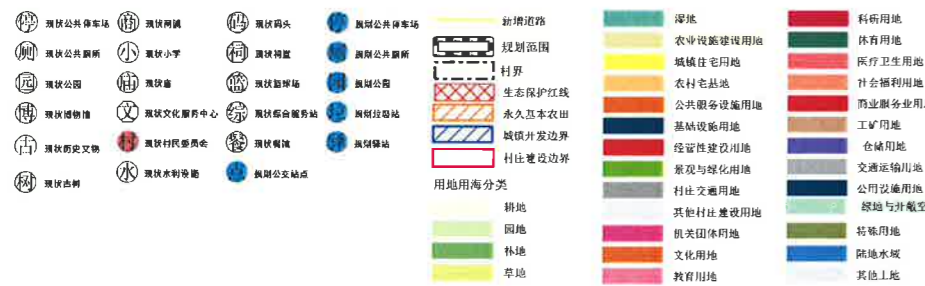 停 现状公共停车场
厕 现状公共厕所
园 现状公园
博 现状博物馆
古 现状历史文物
树 现状古树
商 现状商铺
小 现状小学
庙 现状庙
文 现状文化服务中心
村 现状村民委员会
水 现状水利设施
码 现状码头
祠 现状祠堂
篮 现状篮球场
综 现状综合服务站
餐 现状餐馆
规划公交站点
规划公共停车场
规划公共厕所
规划公园
规划垃圾站
规划驿站
新增道路
规划范围
村界
生态保护红线
永久基本农田
城镇开发边界
村庄建设边界
用地用海分类
耕地
园地
林地
草地
湿地
农业设施建设用地
城镇住宅用地
农村宅基地
公共服务设施用地
基础设施用地
经营性建设用地
景观与绿化用地
村庄交通用地
其他村庄建设用地
机关团体用地
文化用地
教育用地
科研用地
体育用地
医疗卫生用地
社会福利用地
商业服务业用
工矿用地
仓储用地
交通运输用地
公用设施用地
绿地与开敞空
特殊用地
陆地水域
其他土地